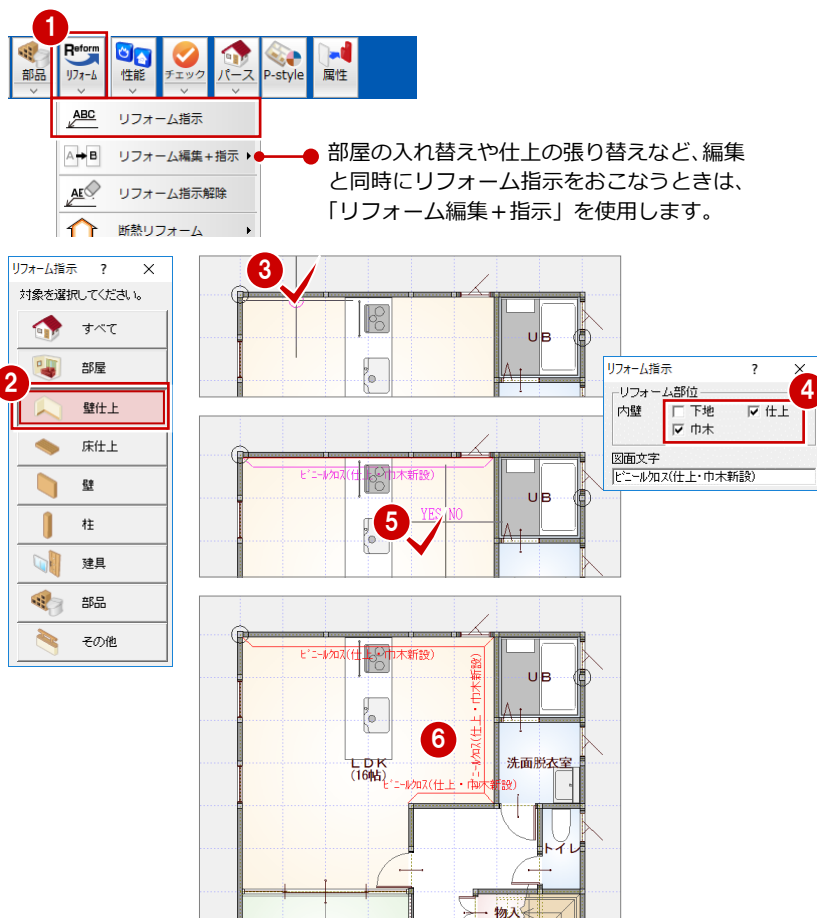 1
部品
Reform
リフォーム
性能
チェック
パース
P-style
属性
ABC
リフォーム指示
A
B
リフォーム編集+指示
リフォーム指示解除
断熱リフォーム
部屋の入れ替えや仕上の張り替えなど、編集
と同時にリフォーム指示をおこなうときは、
「リフォーム編集+指示」を使用します。
リフォーム指示 ? ×
対象を選択してください。
すべて
部屋
2
壁仕上
床仕上
壁
柱
建具
部品
その他
3
UB
リフォーム指示 ? ×
4
リフォーム部位
内壁 下地 仕上
巾木
図面文字
ビニールクロス(仕上・巾木新設)
ビニールクロス(仕上・巾木新設)
UB
5
YES NO
ビニールクロス(仕上・巾木新設)
UB
ビニールクロス(仕上・巾木新設)
6
LDK
(16帖)
ビニールクロス(仕上・巾木新設)
洗面脱衣室
トイレ
物入